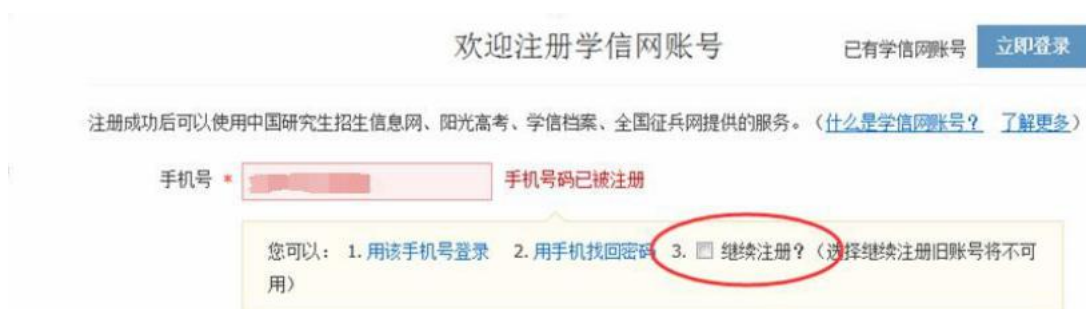 欢迎注册学信网账号 已有学信网账号 立即登录
注册成功后可以使用中国研究生招生信息网、阳光高考、学信档案、全国征兵网提供的服务。（什么是学信网账号？ 了解更多）
手机号 * 手机号码已被注册
您可以： 1. 用该手机号登录 2. 用手机找回密码 3. 继续注册？（选择继续注册旧账号将不可
用）